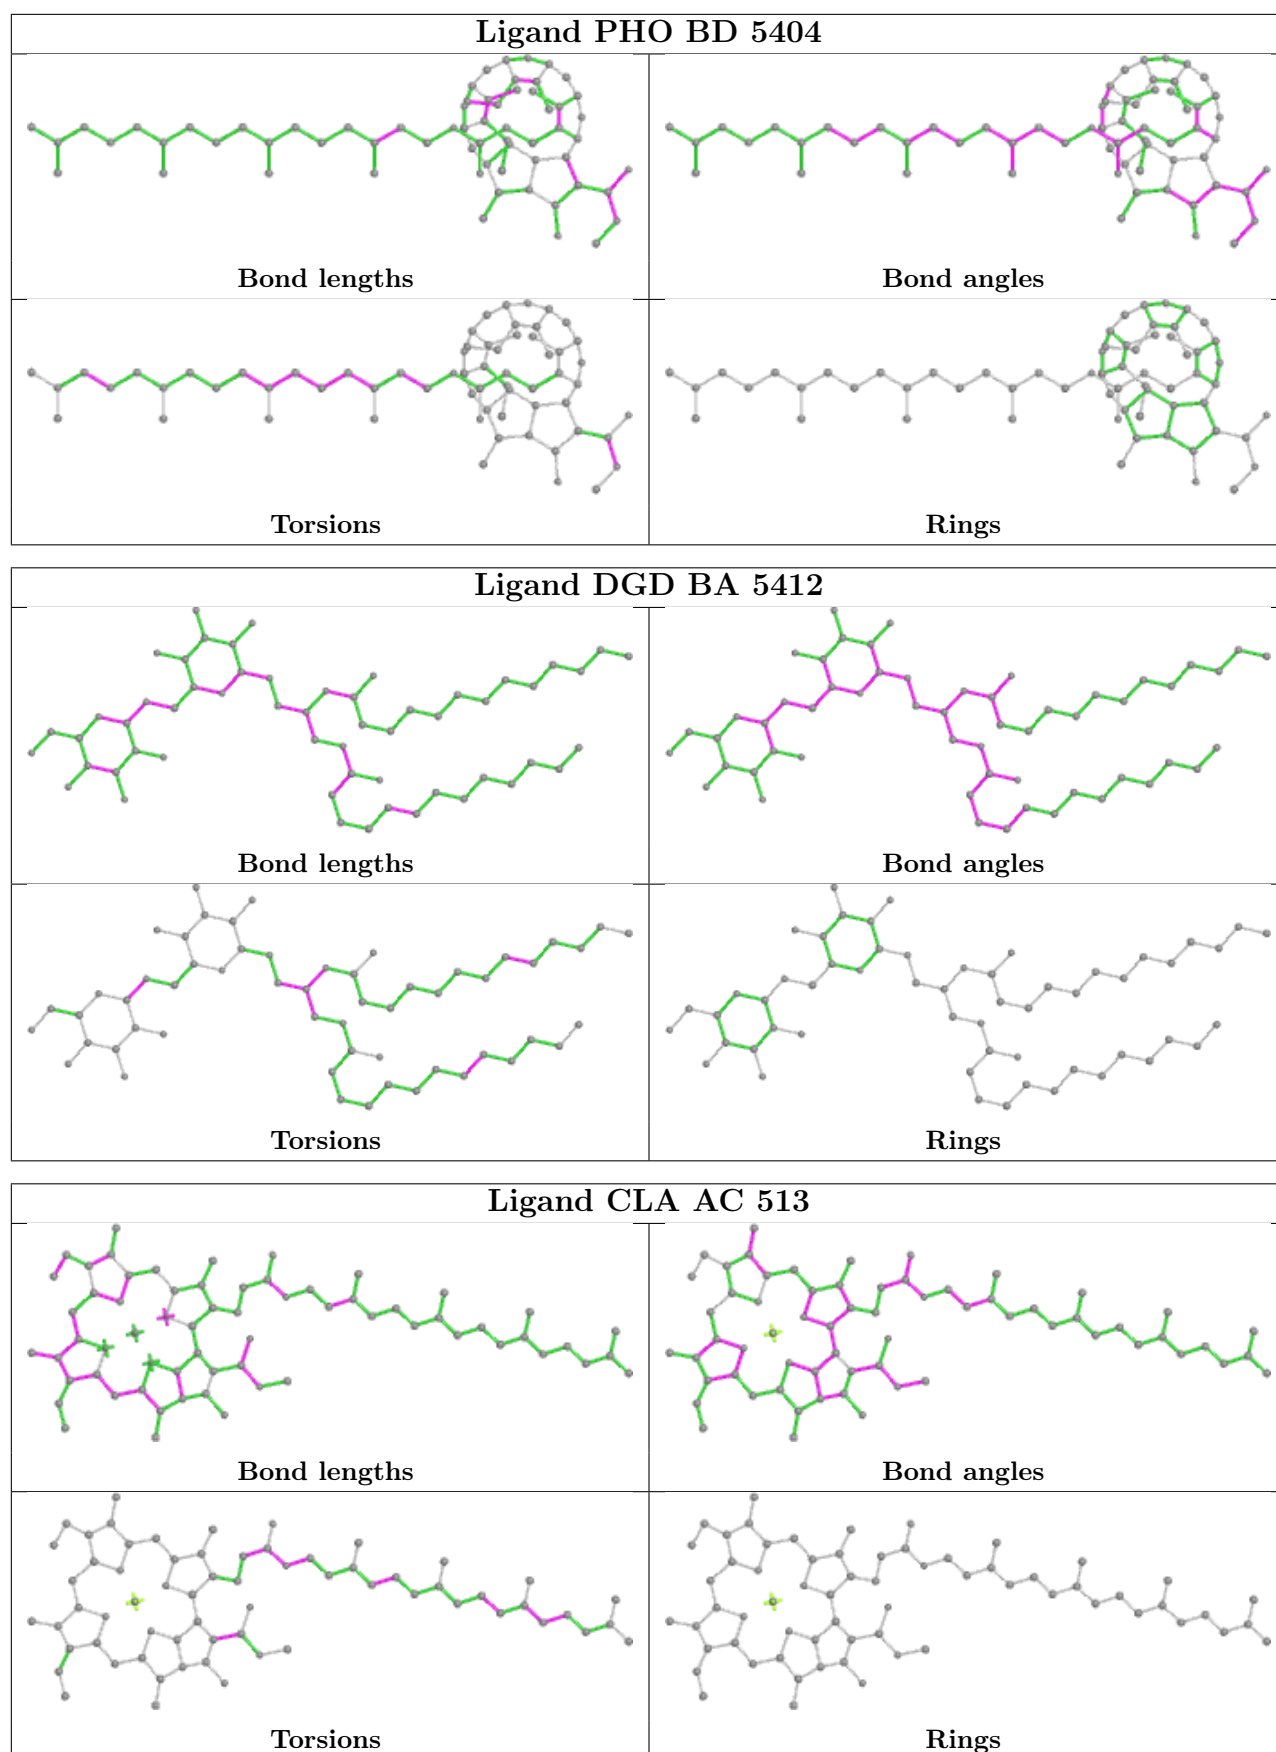 Ligand PHO BD 5404
Bond lengths
Bond angles
Torsions
Rings
Ligand DGD BA 5412
Bond lengths
Bond angles
Torsions
Rings
Ligand CLA AC 513
Bond lengths
Bond angles
Torsions
Rings